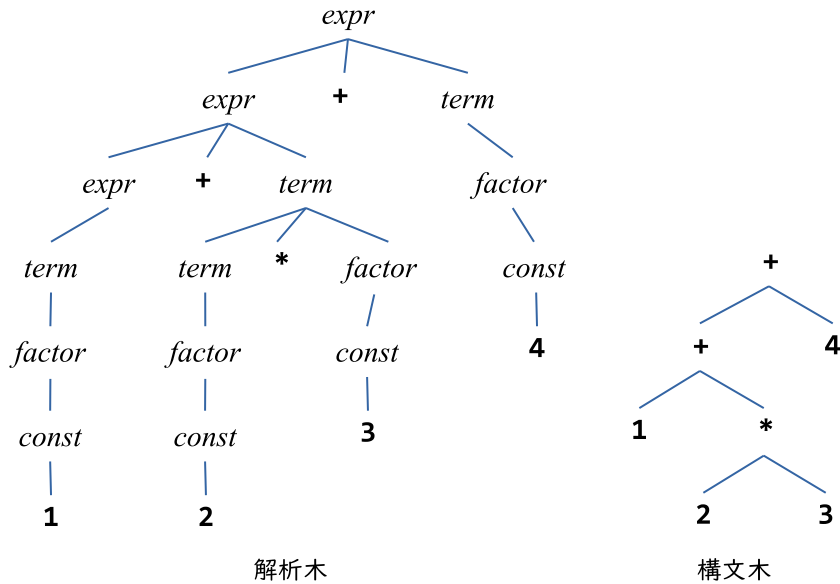 expr
expr + term
expr + term factor
term term * factor const +
factor factor const 4 + 4
const const 3 1 *
1 2 2 3
解析木 構文木